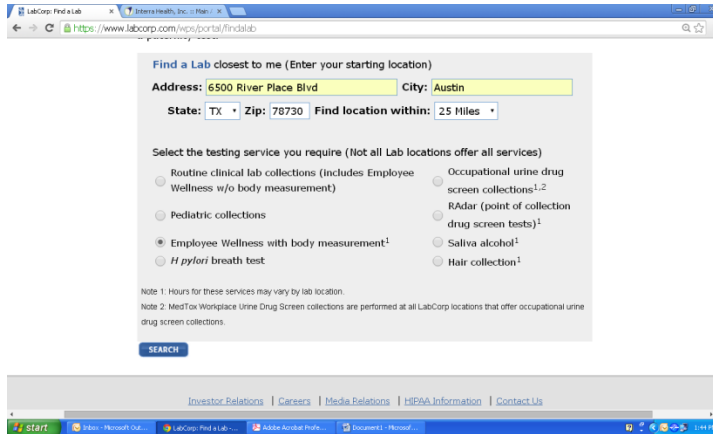 LabCorp: Find a Lab
Interra Health, Inc. :: Main
https://www.labcorp.com/wps/portal/findalab
Find a Lab closest to me (Enter your starting location)
Address: 6500 River Place Blvd City: Austin
State: TX Zip: 78730 Find location within: 25 Miles
Select the testing service you require (Not all Lab locations offer all services)
Routine clinical lab collections (includes Employee
Wellness w/o body measurement)
Occupational urine drug
screen collections1,2
Pediatric collections
RAdar (point of collection
drug screen tests)1
Employee Wellness with body measurement1
Saliva alcohol1
H pylori breath test
Hair collection1
Note 1: Hours for these services may vary by lab location.
Note 2: MedTox Workplace Urine Drug Screen collections are performed at all LabCorp locations that offer occupational urine
drug screen collections.
SEARCH
Investor Relations | Careers | Media Relations | HIPAA Information | Contact Us
start Inbox - Microsoft Out... LabCorp: Find a Lab -... Adobe Acrobat Profe... Document1 - Microsof... 1:44 PM